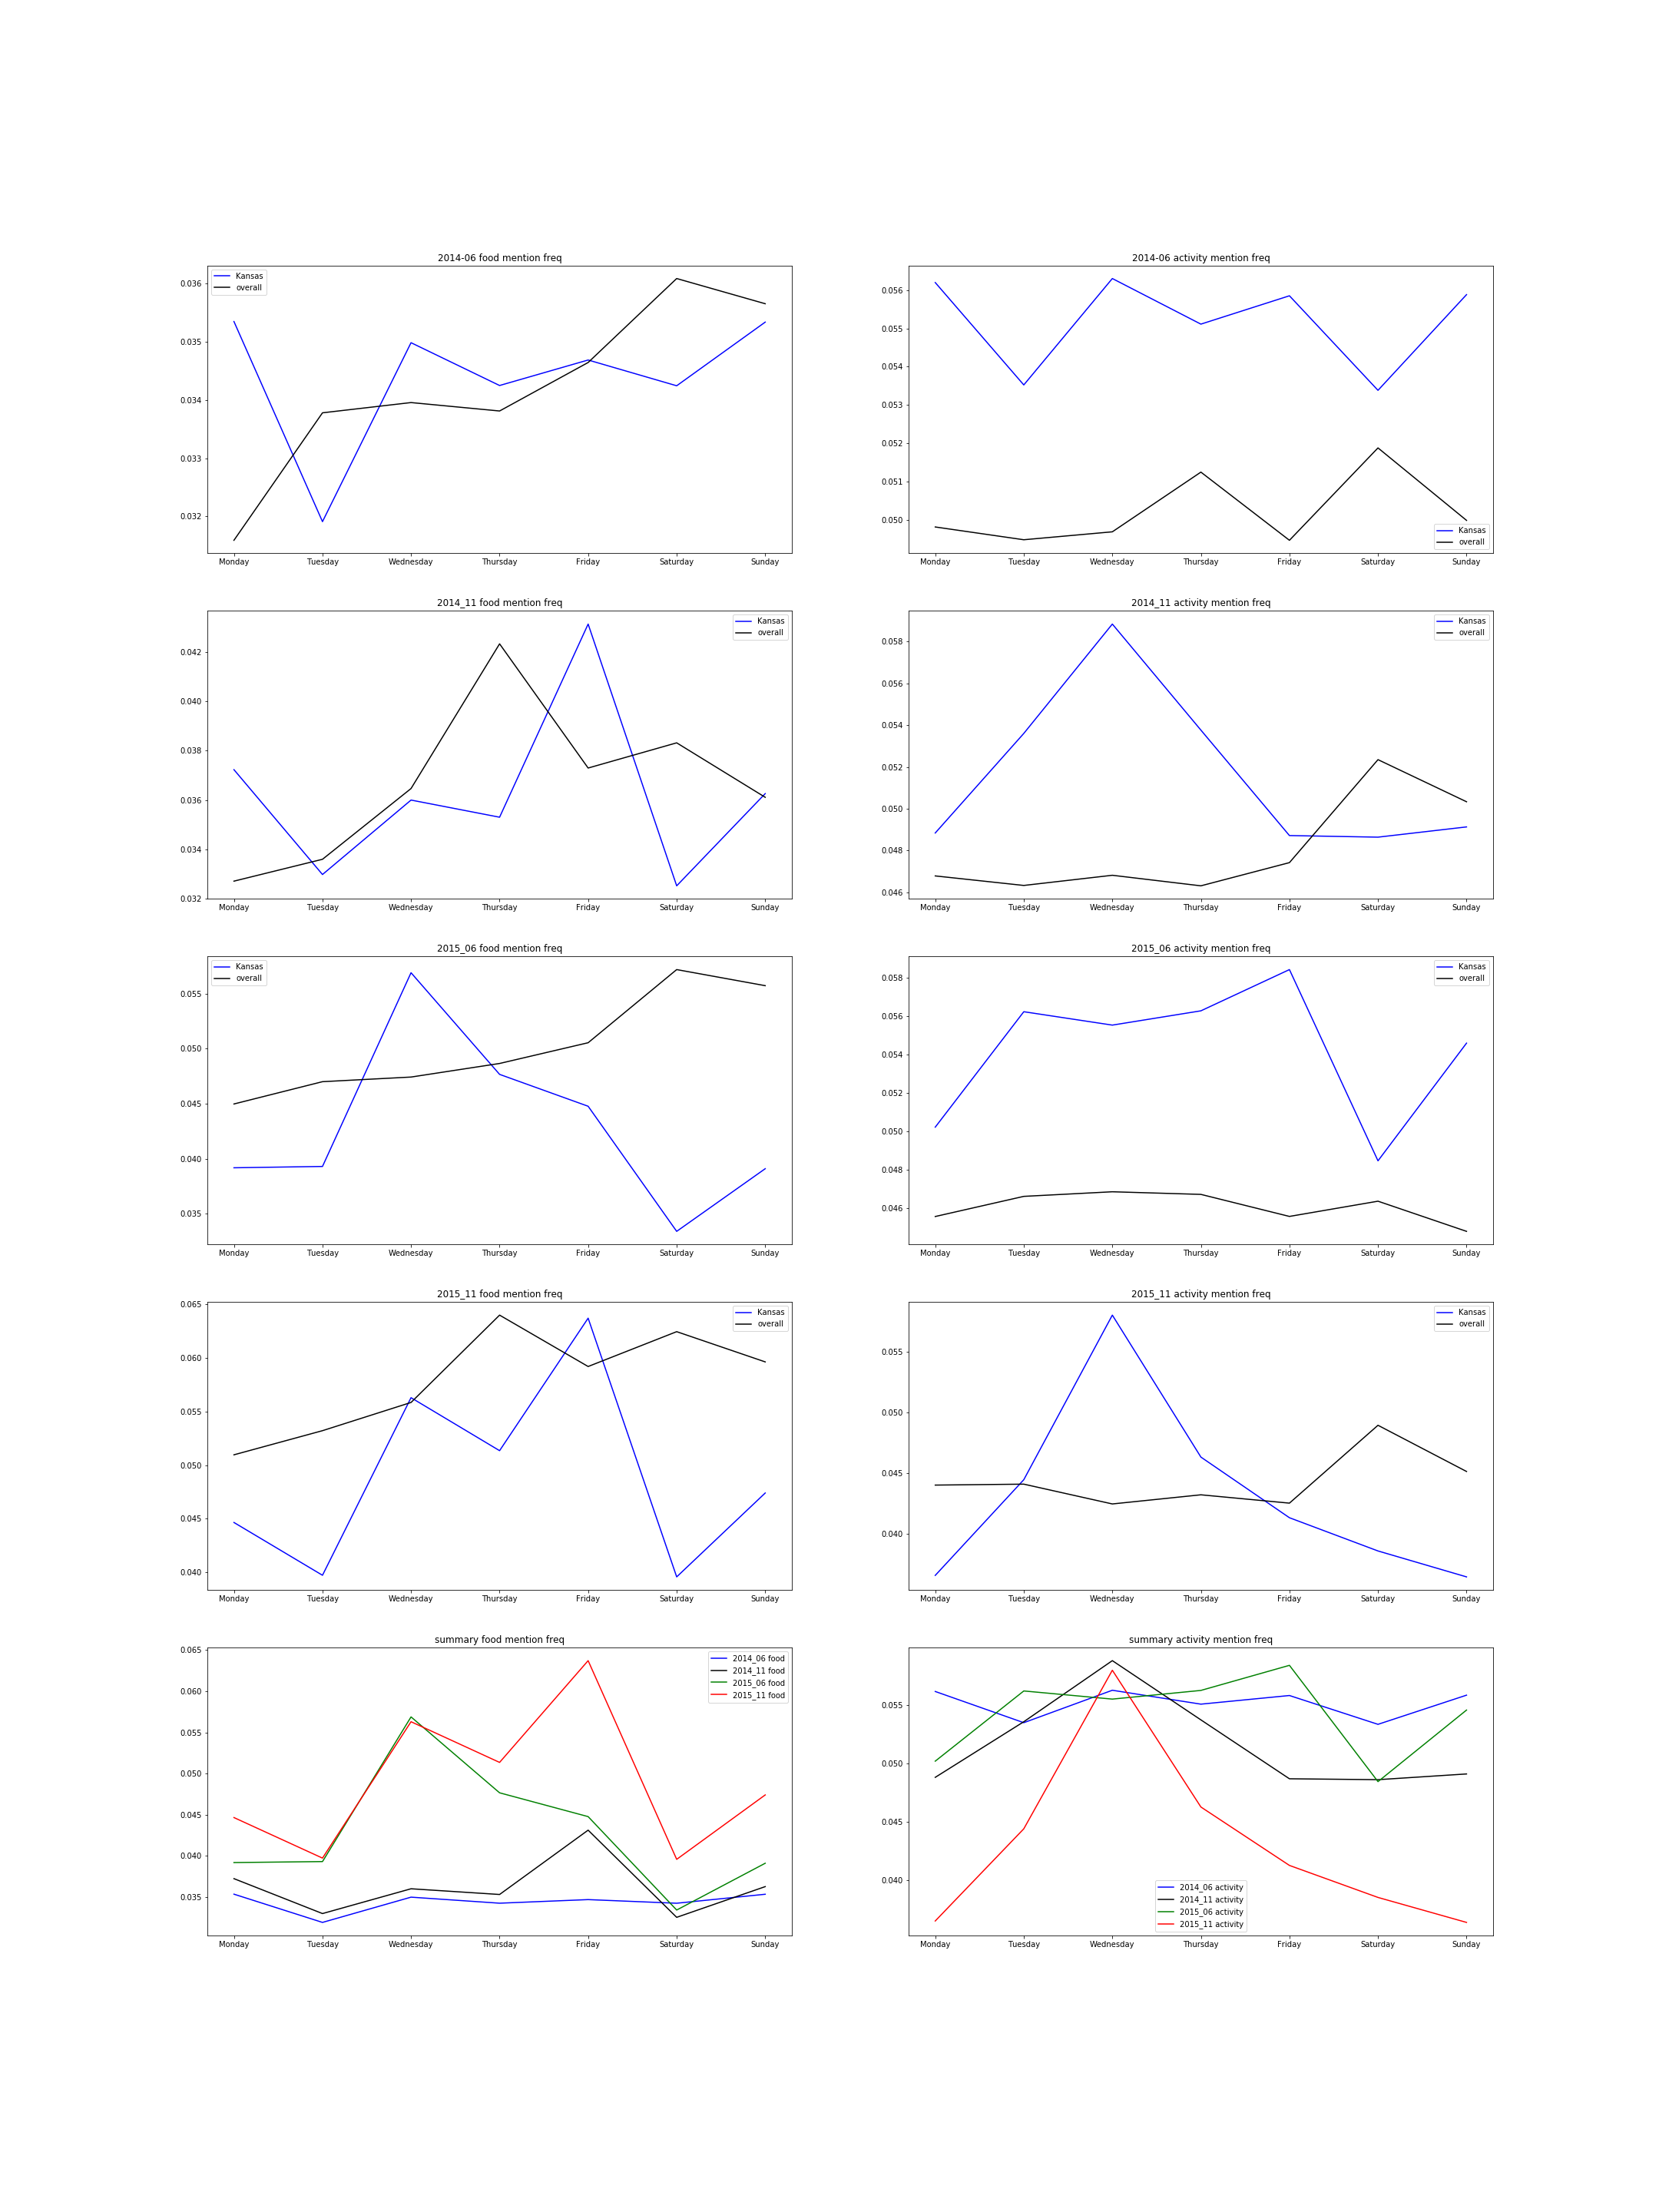 2014-06 food mention freq
Kansas
overall
0.036
0.035
0.034
0.033
0.032
Monday Tuesday Wednesday Thursday Friday Saturday Sunday
2014-06 activity mention freq
0.056
0.055
0.054
0.053
0.052
0.051
0.050
Kansas
overall
Monday Tuesday Wednesday Thursday Friday Saturday Sunday
2014_11 food mention freq
Kansas
overall
0.042
0.040
0.038
0.036
0.034
0.032
Monday Tuesday Wednesday Thursday Friday Saturday Sunday
2014_11 activity mention freq
Kansas
overall
0.058
0.056
0.054
0.052
0.050
0.048
0.046
Monday Tuesday Wednesday Thursday Friday Saturday Sunday
2015_06 food mention freq
Kansas
overall
0.055
0.050
0.045
0.040
0.035
Monday Tuesday Wednesday Thursday Friday Saturday Sunday
2015_06 activity mention freq
Kansas
overall
0.058
0.056
0.054
0.052
0.050
0.048
0.046
Monday Tuesday Wednesday Thursday Friday Saturday Sunday
2015_11 food mention freq
Kansas
overall
0.065
0.060
0.055
0.050
0.045
0.040
Monday Tuesday Wednesday Thursday Friday Saturday Sunday
2015_11 activity mention freq
Kansas
overall
0.055
0.050
0.045
0.040
Monday Tuesday Wednesday Thursday Friday Saturday Sunday
summary food mention freq
2014_06 food
2014_11 food
2015_06 food
2015_11 food
0.065
0.060
0.055
0.050
0.045
0.040
0.035
Monday Tuesday Wednesday Thursday Friday Saturday Sunday
summary activity mention freq
0.055
0.050
0.045
0.040
2014_06 activity
2014_11 activity
2015_06 activity
2015_11 activity
Monday Tuesday Wednesday Thursday Friday Saturday Sunday